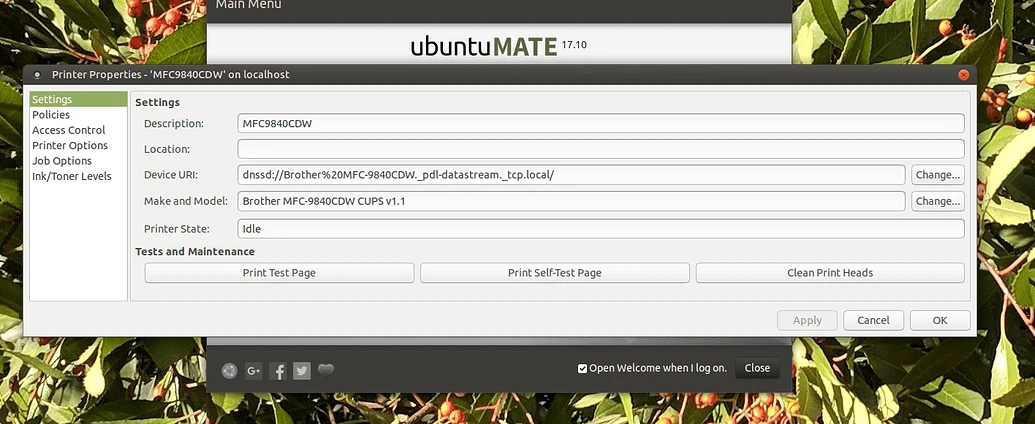 Main Menu
ubuntuMATE 17.10
Printer Properties - 'MFC9840CDW' on localhost
Settings
Policies
Access Control
Printer Options
Job Options
Ink/Toner Levels
Settings
Description: MFC9840CDW
Location:
Device URI: dnssd://Brother%20MFC-9840CDW._pdl-datastream._tcp.local/ Change...
Make and Model: Brother MFC-9840CDW CUPS v1.1 Change...
Printer State: Idle
Tests and Maintenance
Print Test Page Print Self-Test Page Clean Print Heads
Apply Cancel OK
G+ f Open Welcome when I log on. Close